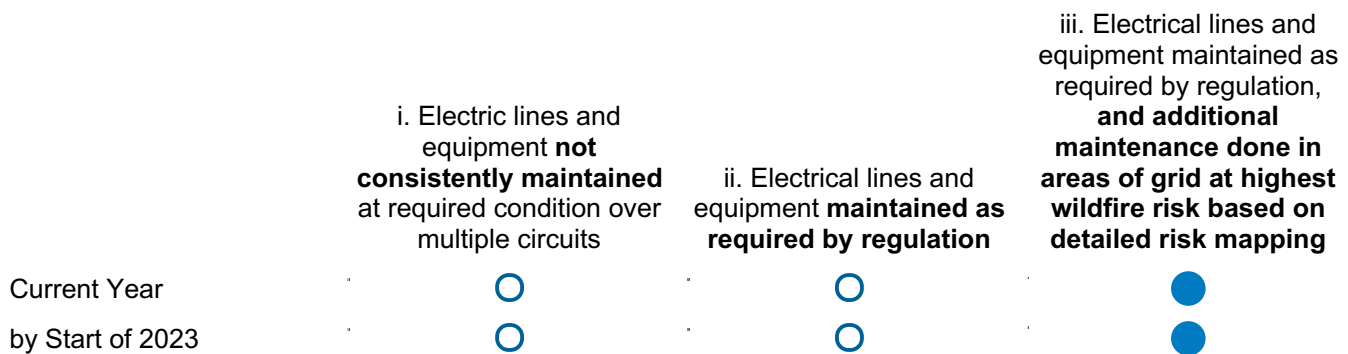 i. Electric lines and
equipment not
consistently maintained
at required condition over
multiple circuits
ii. Electrical lines and
equipment maintained as
required by regulation
iii. Electrical lines and
equipment maintained as
required by regulation,
and additional
maintenance done in
areas of grid at highest
wildfire risk based on
detailed risk mapping
Current Year
by Start of 2023